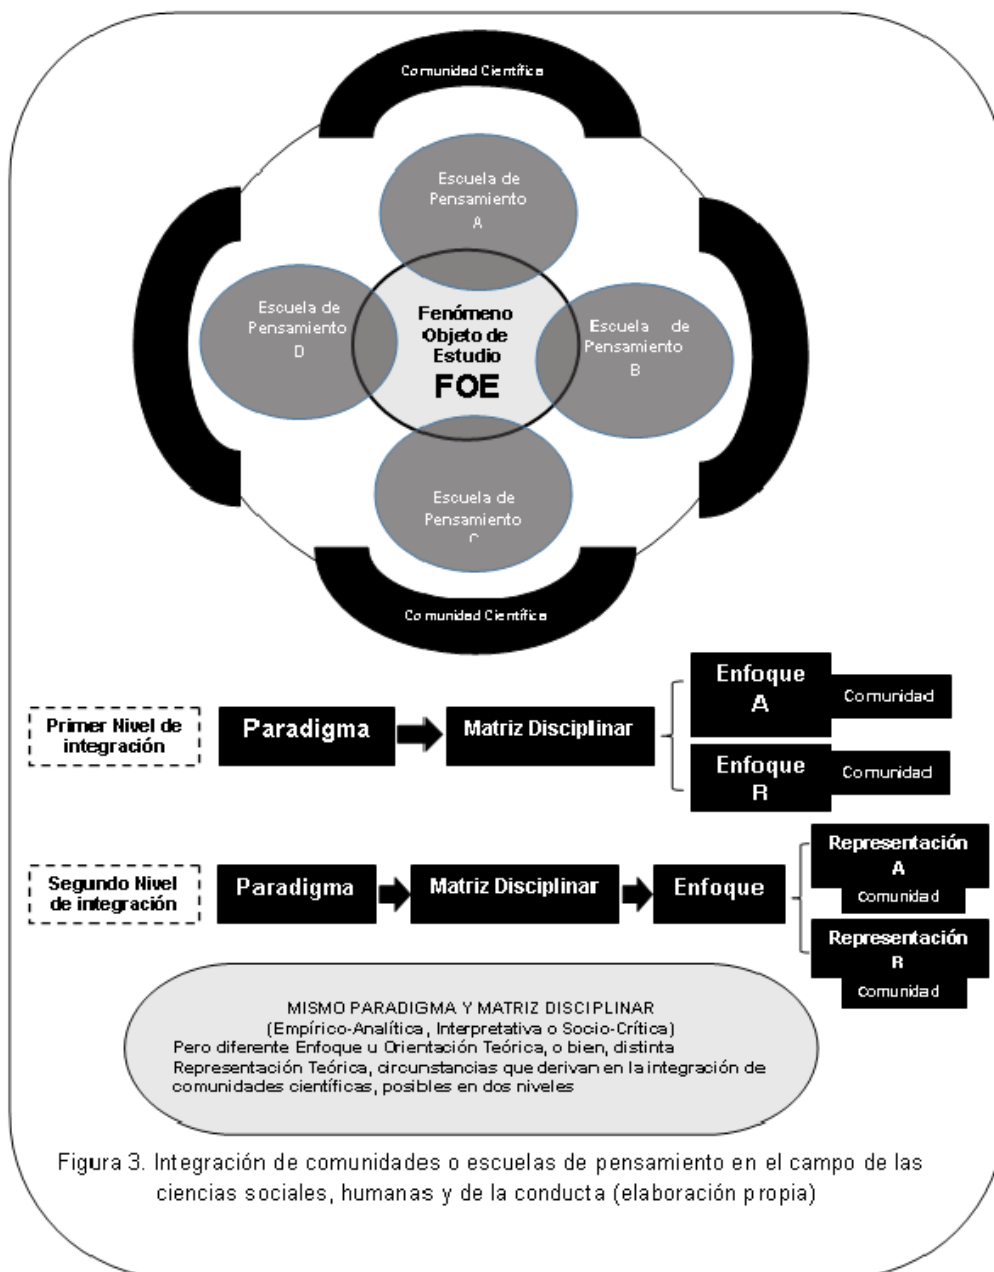 Comunidad Científica
Escuela de
Pensamiento
A
Escuela de
Pensamiento
D
Fenómeno
Objeto de
Estudio
FOE
Escuela de
Pensamiento
B
Escuela de
Pensamiento
C
Comunidad Científica
Primer Nivel de
integración
Paradigma
Matriz Disciplinar
Enfoque
A
Comunidad
Enfoque
Comunidad
Segundo Nivel
de integración
Paradigma
Matriz Disciplinar
Enfoque
Representación
A
Comunidad
Representación
Comunidad
MISMO PARADIGMA Y MATRIZ DISCIPLINAR
(Empírico-Analítica, Interpretativa o Socio-Crítica)
Pero diferente Enfoque u Orientación Teórica, o bien, distinta
Representación Teórica, circunstancias que derivan en la integración de
comunidades científicas, posibles en dos niveles
Figura 3. Integración de comunidades o escuelas de pensamiento en el campo de las
ciencias sociales, humanas y de la conducta (elaboración propia)